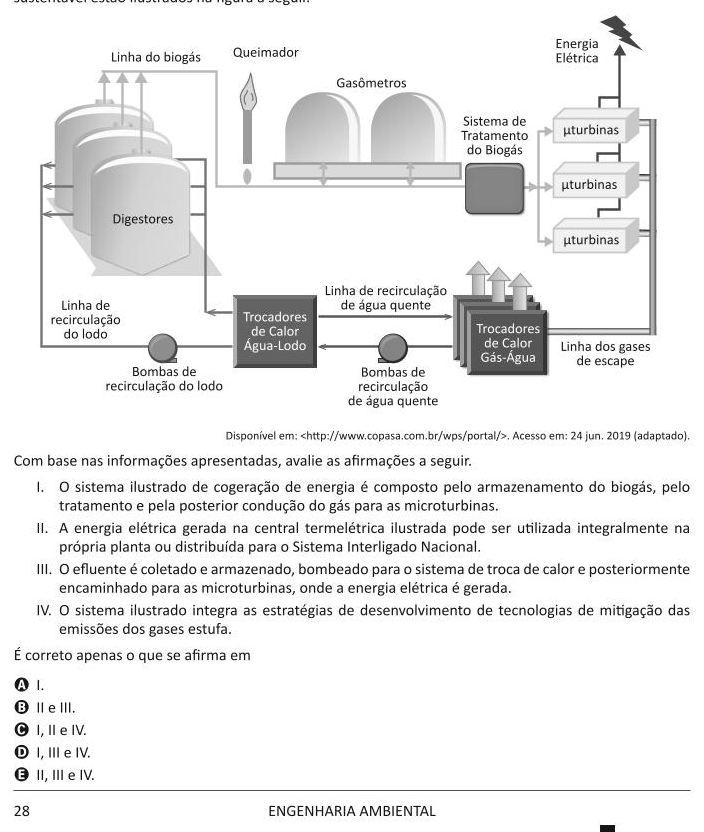 sustentável estão ilustrados na figura a seguir.
Linha do biogás
Queimador
Gasômetros
Energia
Elétrica
Sistema de
Tratamento
do Biogás
µturbinas
µturbinas
µturbinas
Digestores
Linha de
recirculação
do lodo
Trocadores
de Calor
Água-Lodo
Linha de recirculação
de água quente
Trocadores
de Calor
Gás-Água
Linha dos gases
de escape
Bombas de
recirculação do lodo
Bombas de
recirculação
de água quente
Disponível em: <http://www.copasa.com.br/wps/portal/>. Acesso em: 24 jun. 2019 (adaptado).
Com base nas informações apresentadas, avalie as afirmações a seguir.
I. O sistema ilustrado de cogeração de energia é composto pelo armazenamento do biogás, pelo
tratamento e pela posterior condução do gás para as microturbinas.
II. A energia elétrica gerada na central termelétrica ilustrada pode ser utilizada integralmente na
própria planta ou distribuída para o Sistema Interligado Nacional.
III. O efluente é coletado e armazenado, bombeado para o sistema de troca de calor e posteriormente
encaminhado para as microturbinas, onde a energia elétrica é gerada.
IV. O sistema ilustrado integra as estratégias de desenvolvimento de tecnologias de mitigação das
emissões dos gases estufa.
É correto apenas o que se afirma em
A I.
B II e III.
C I, II e IV.
D I, III e IV.
E II, III e IV.
28
ENGENHARIA AMBIENTAL